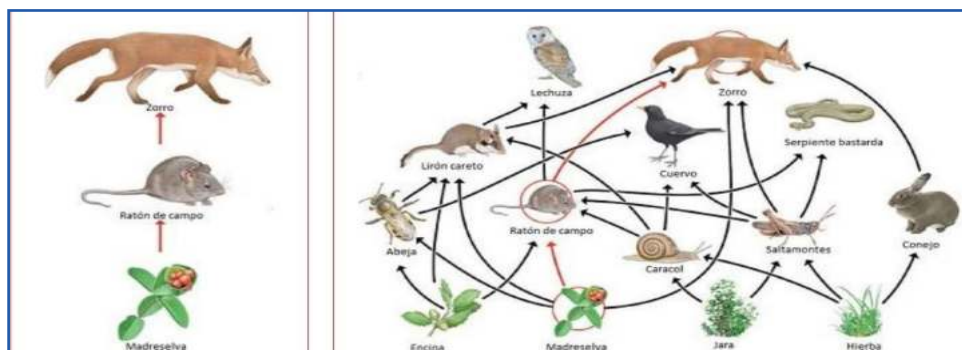 Zorro
Ratón de campo
Madreselva
Lechuza
Zorro
Serpiente bastarda
Lirón careto
Cuervo
Ratón de campo
Abeja
Caracol
Saltamontes
Conejo
Encina
Madreselva
Jara
Hierba